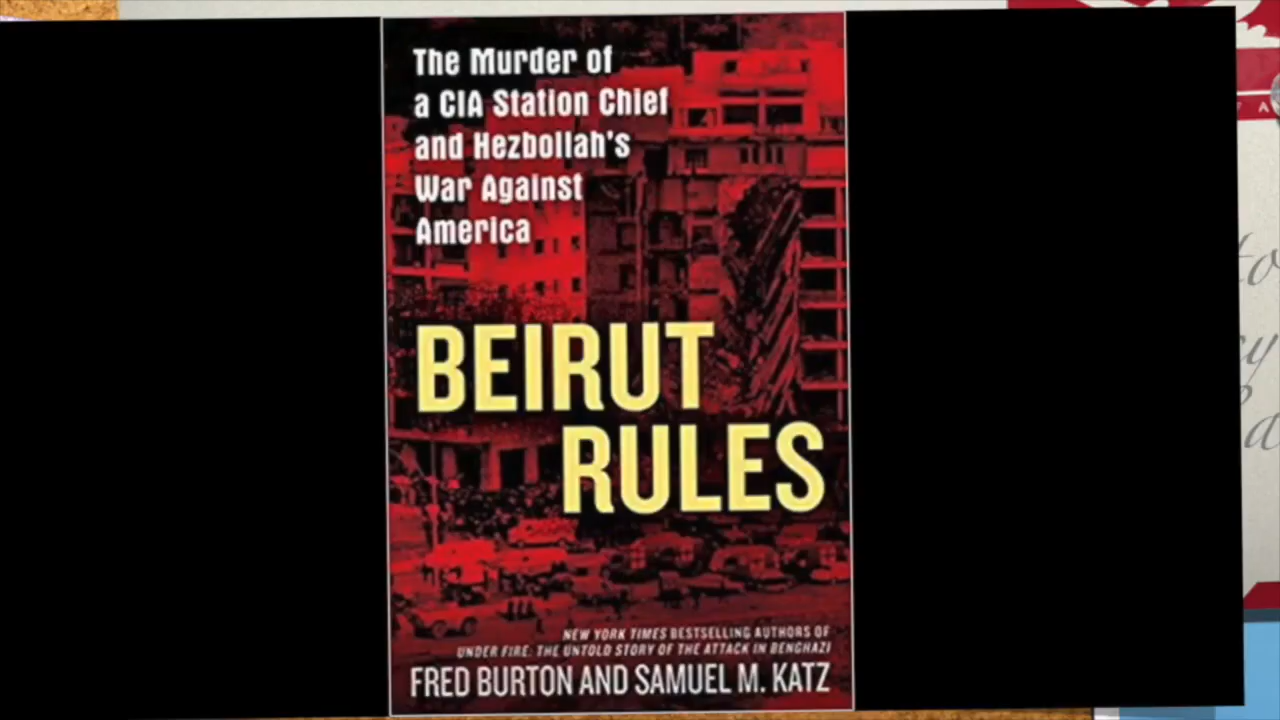 The Murder of
a CIA Station Chief
and Hezbollah's
War Against
America
BEIRUT
RULES
NEW YORK TIMES BESTSELLING AUTHORS OF
UNDER FIRE: THE UNTOLD STORY OF THE ATTACK IN BENGHAZI
FRED BURTON AND SAMUEL M. KATZ
to